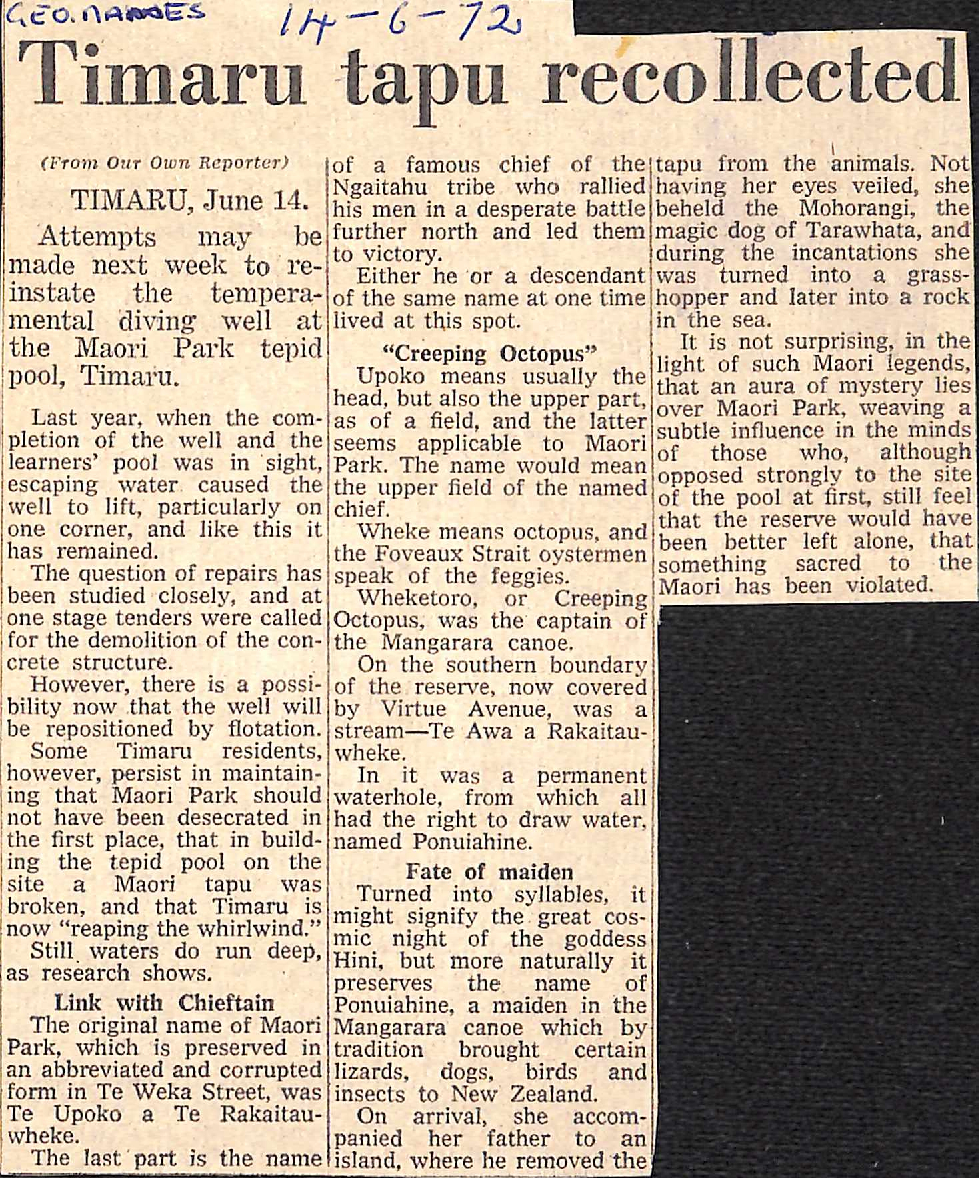 GEO. NAMES
14-6-72
Timaru tapu recollected
(From Our Own Reporter)
TIMARU, June 14.
Attempts may be
made next week to re-
instate the tempera-
mental diving well at
the Maori Park tepid
pool, Timaru.
Last year, when the com-
pletion of the well and the
learners' pool was in sight,
escaping water caused the
well to lift, particularly on
one corner, and like this it
has remained.
The question of repairs has
been studied closely, and at
one stage tenders were called
for the demolition of the con-
crete structure.
However, there is a possi-
bility now that the well will
be repositioned by flotation.
Some Timaru residents,
however, persist in maintain-
ing that Maori Park should
not have been desecrated in
the first place, that in build-
ing the tepid pool on the
site a Maori tapu was
broken, and that Timaru is
now “reaping the whirlwind.”
Still waters do run deep,
as research shows.
Link with Chieftain
The original name of Maori
Park, which is preserved in
an abbreviated and corrupted
form in Te Weka Street, was
Te Upoko a Te Rakaitau-
wheke.
The last part is the name
of a famous chief of the
Ngaitahu tribe who rallied
his men in a desperate battle
further north and led them
to victory.
Either he or a descendant
of the same name at one time
lived at this spot.
“Creeping Octopus”
Upoko means usually the
head, but also the upper part,
as of a field, and the latter
seems applicable to Maori
Park. The name would mean
the upper field of the named
chief.
Wheke means octopus, and
the Foveaux Strait oystermen
speak of the feggies.
Wheketoro, or Creeping
Octopus, was the captain of
the Mangarara canoe.
On the southern boundary
of the reserve, now covered
by Virtue Avenue, was a
stream—Te Awa a Rakaitau-
wheke.
In it was a permanent
waterhole, from which all
had the right to draw water,
named Ponuiahine.
Fate of maiden
Turned into syllables, it
might signify the great cos-
mic night of the goddess
Hini, but more naturally it
preserves the name of
Ponuiahine, a maiden in the
Mangarara canoe which by
tradition brought certain
lizards, dogs, birds and
insects to New Zealand.
On arrival, she accom-
panied her father to an
island, where he removed the
tapu from the animals. Not
having her eyes veiled, she
beheld the Mohorangi, the
magic dog of Tarawhata, and
during the incantations she
was turned into a grass-
hopper and later into a rock
in the sea.
It is not surprising, in the
light of such Maori legends,
that an aura of mystery lies
over Maori Park, weaving a
subtle influence in the minds
of those who, although
opposed strongly to the site
of the pool at first, still feel
that the reserve would have
been better left alone, that
something sacred to the
Maori has been violated.